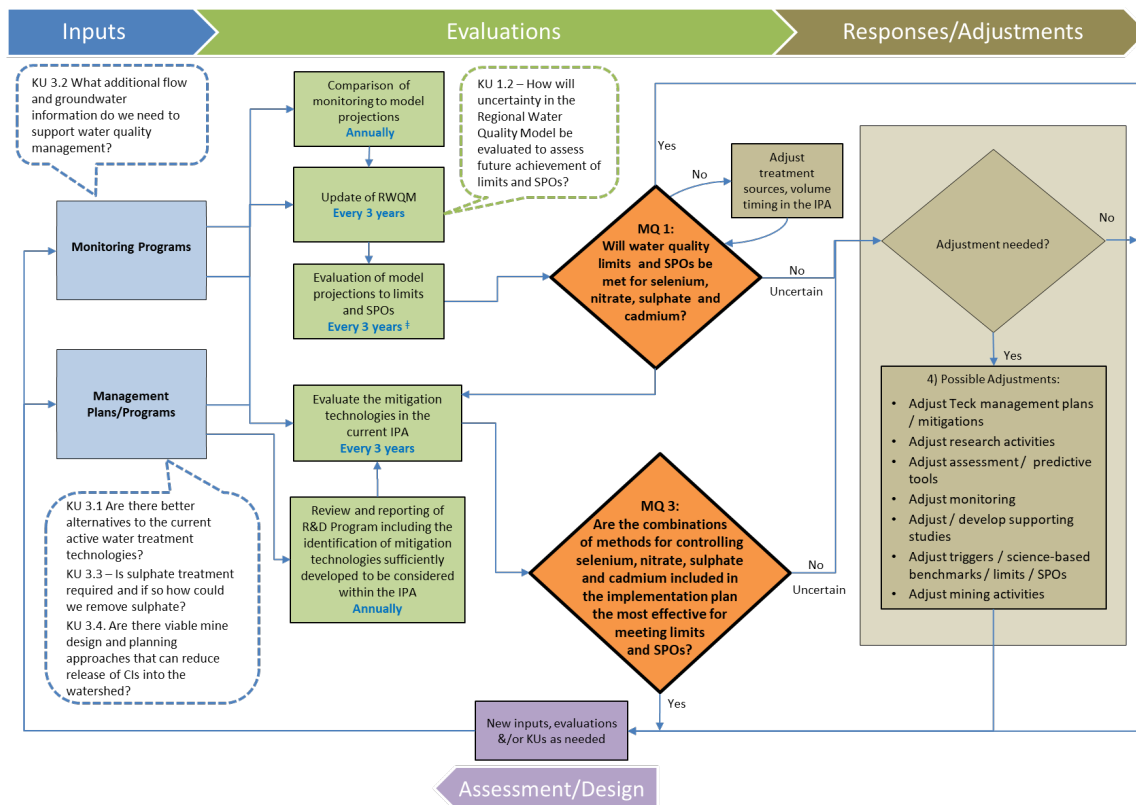 Inputs
Evaluations
Responses/Adjustments
KU 3.2 What additional flow
and groundwater
information do we need to
support water quality
management?
Monitoring Programs
Management
Plans/Programs
KU 3.1 Are there better
alternatives to the current
active water treatment
technologies?
KU 3.3 – Is sulphate treatment
required and if so how could
we remove sulphate?
KU 3.4. Are there viable mine
design and planning
approaches that can reduce
release of CIs into the
watershed?
Comparison of
monitoring to model
projections
Annually
Update of RWQM
Every 3 years
Evaluation of model
projections to limits
and SPOs
Every 3 years ‡
Evaluate the mitigation
technologies in the
current IPA
Every 3 years
Review and reporting of
R&D Program including the
identification of mitigation
technologies sufficiently
developed to be considered
within the IPA
Annually
KU 1.2 – How will
uncertainty in the
Regional Water
Quality Model be
evaluated to assess
future achievement of
limits and SPOs?
Yes
No
Adjust
treatment
sources, volume
timing in the IPA
MQ 1:
Will water quality
limits and SPOs be
met for selenium,
nitrate, sulphate and
cadmium?
No
Uncertain
MQ 3:
Are the combinations
of methods for controlling
selenium, nitrate, sulphate
and cadmium included in
the implementation plan
the most effective for
meeting limits
and SPOs?
No
Uncertain
Yes
Adjustment needed?
No
Yes
4) Possible Adjustments:
• Adjust Teck management plans
/ mitigations
• Adjust research activities
• Adjust assessment / predictive
tools
• Adjust monitoring
• Adjust / develop supporting
studies
• Adjust triggers / science-based
benchmarks / limits / SPOs
• Adjust mining activities
New inputs, evaluations
&/or KUs as needed
Assessment/Design